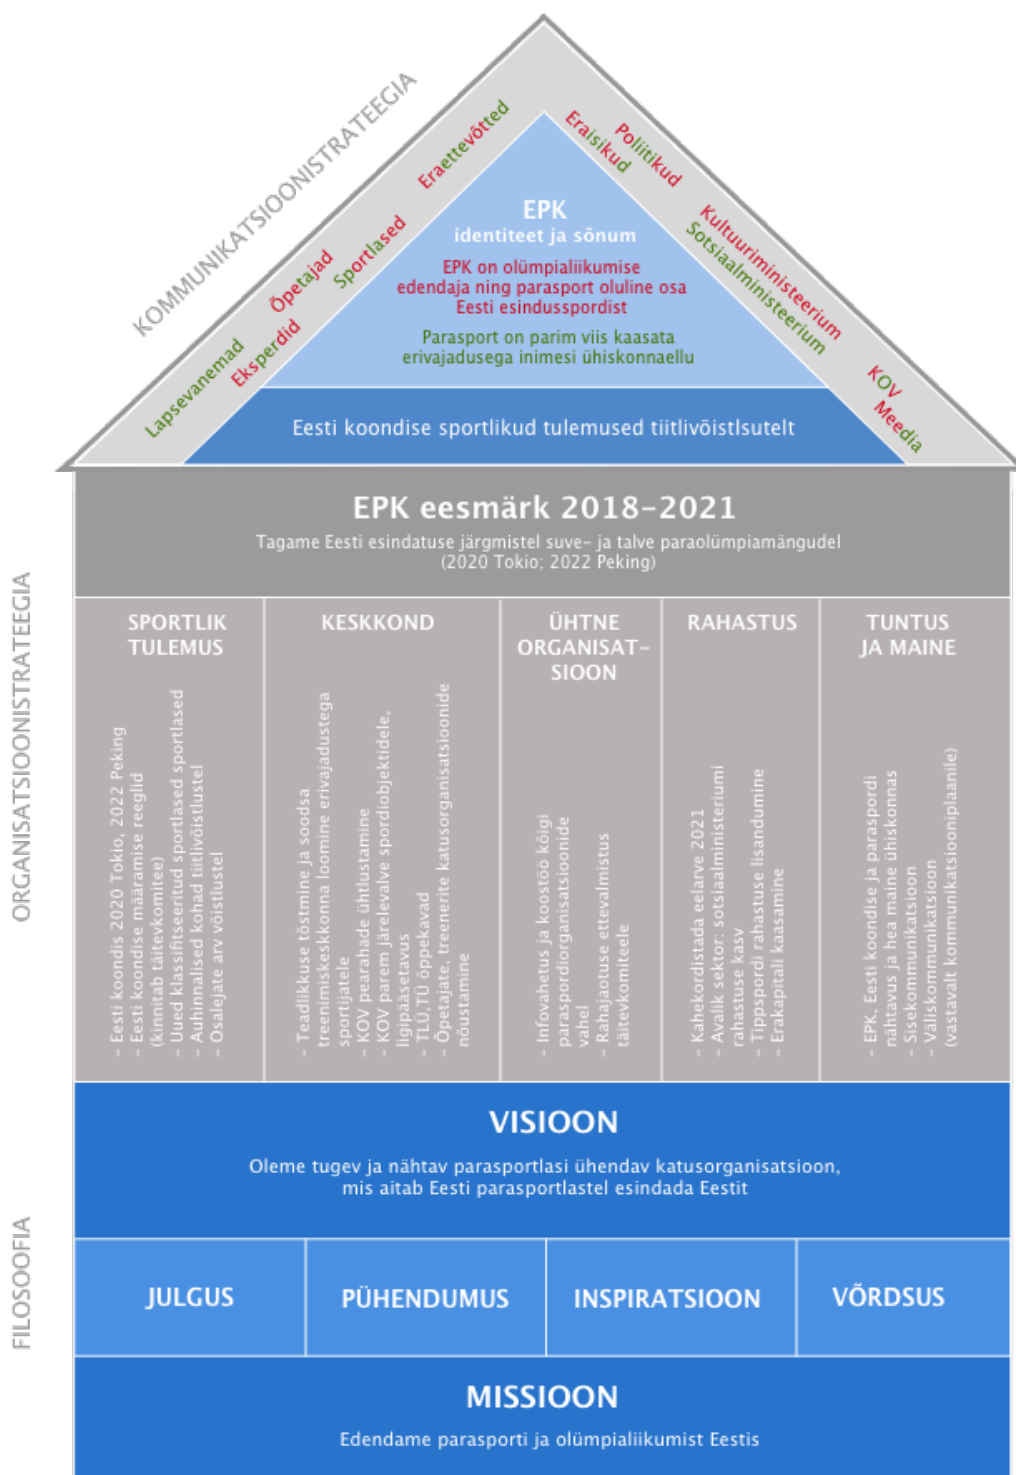 KOMMUNIKATSIOONISTRATEEGIA
Lapsevanemad
Eksperdid
Õpetajad
Sportlased
Eraettevõtted
Eraisikud
Poliitikud
Kultuuriministeerium
Sotsiaalministeerium
KOV
Meedia
EPK
identiteet ja sõnum
EPK on olümpialiikumise
edendaja ning parasport oluline osa
Eesti esindusspordist
Parasport on parim viis kaasata
erivajadusega inimesi ühiskonnaellu
Eesti koondise sportlikud tulemused tiitlivõistlsutelt
ORGANISATSIOONISTRATEEGIA
EPK eesmärk 2018–2021
Tagame Eesti esindatuse järgmistel suve- ja talve paraolümpiamängudel
(2020 Tokio; 2022 Peking)
SPORTLIK
TULEMUS
– Eesti koondis 2020 Tokio, 2022 Peking
– Eesti koondise määramise reeglid
(kinnitab täitevkomitee)
– Uued klassifitseeritud sportlased sportlased
– Auhinnalised kohad tiitlivõistlustel
– Osalejate arv võistlustel
KESKKOND
– Teadlikkuse tõstmine ja soodsa
treenimiskeskkonna loomine erivajadustega
sportijatele
– KOV pearahade ühtlustamine
– KOV parem järelevalve spordiobjektidele,
ligipääsetavus
– TLÜ,TÜ õppekavad
– Õpetajate, treenerite katusorganisatsioonide
nõustamine
ÜHTNE
ORGANISAT–
SIOON
– Infovahetus ja koostöö kõigi
paraspordiorganisatsioonide
vahel
– Rahajaotuse ettevalmistus
täitevkomiteele
RAHASTUS
– Kahekordistada eelarve 2021
– Avalik sektor: sotsiaalministeriumi
rahastuse kasv
– Tippspordi rahastuse lisandumine
– Erakapitali kaasamine
TUNTUS
JA MAINE
– EPK, Eesti koondise ja paraspordi
nähtavus ja hea maine ühiskonnas
– Sisekommunikatsioon
– Väliskommunikatsioon
(vastavalt kommunikatsiooniplaanile)
FILOSOOFIA
VISIOON
Oleme tugev ja nähtav parasportlasi ühendav katusorganisatsioon,
mis aitab Eesti parasportlastel esindada Eestit
JULGUS
PÜHENDUMUS
INSPIRATSIOON
VÕRDSUS
MISSIOON
Edendame parasporti ja olümpialiikumist Eestis